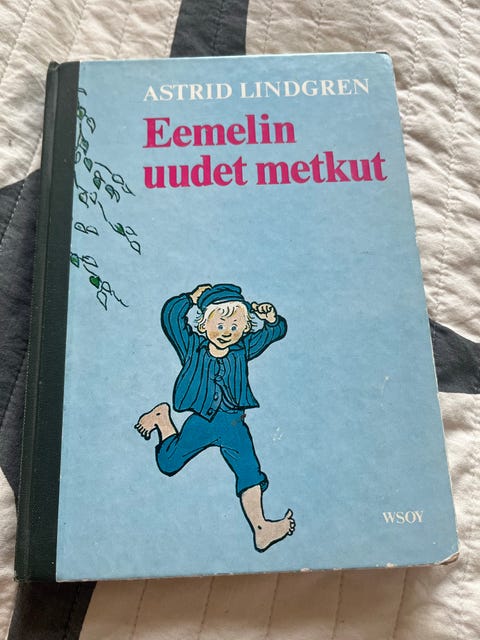 ASTRID LINDGREN
Eemelin
uudet metkut
WSOY